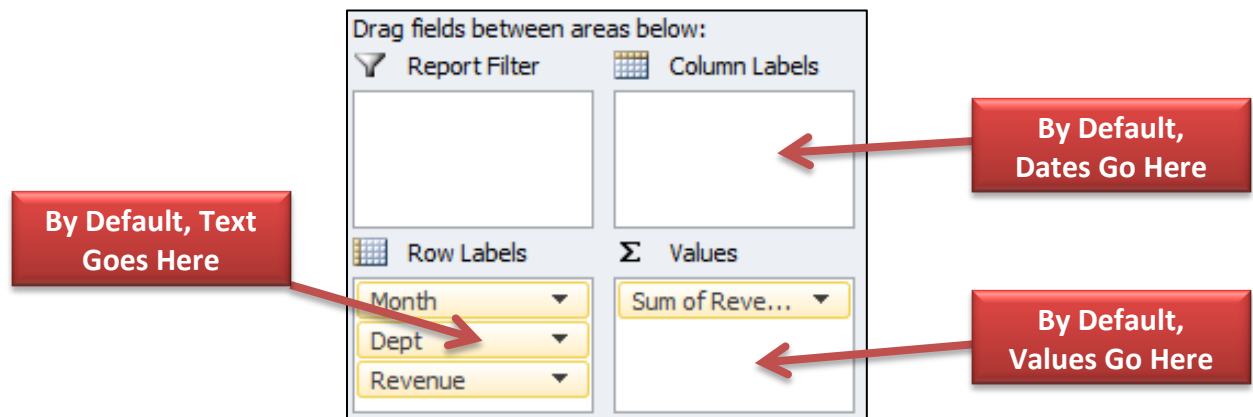 Drag fields between areas below:
Report Filter
Column Labels
By Default,
Dates Go Here
By Default, Text
Goes Here
Row Labels
Σ Values
Month
Dept
Revenue
Sum of Reve...
By Default,
Values Go Here